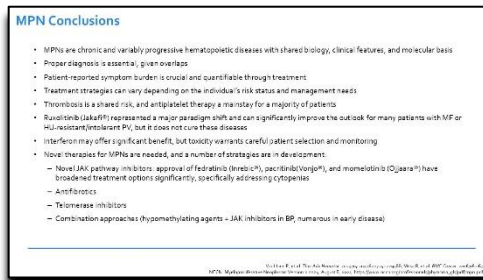 MPN Conclusions
• MPNs are chronic and variably progressive hematopoietic diseases with shared biology, clinical features, and molecular basis
• Proper diagnosis is essential, given overlaps
• Patient-reported symptom burden is crucial and quantifiable through treatment
• Treatment strategies can vary depending on the individual's risk status and management needs
• Thrombosis is a shared risk, and antiplatelet therapy a mainstay for a majority of patients
• Ruxolitinib (Jakafi®) represented a major paradigm shift and can significantly improve the outlook for many patients with MF or
HU-resistant/intolerant PV, but it does not cure these diseases
• Interferon may offer significant benefit, but toxicity warrants careful patient selection and monitoring
• Novel therapies for MPNs are needed, and a number of strategies are in development:
– Novel JAK pathway inhibitors: approval of fedratinib (Inrebic®), pacritinib(Vonjo®), and momelotinib (Ojjaara®) have
broadened treatment options significantly, specifically addressing cytopenias
– Antifibrotics
– Telomerase inhibitors
– Combination approaches (hypomethylating agents + JAK inhibitors in BP, numerous in early disease)